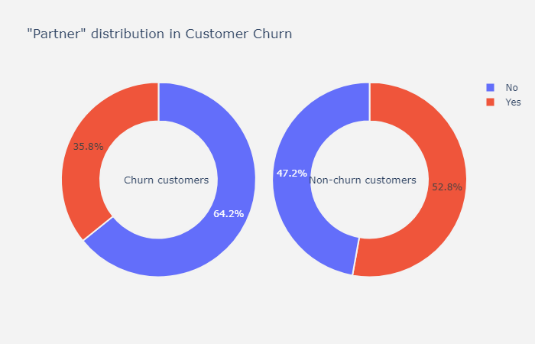 "Partner" distribution in Customer Churn
No
Yes
35.8%
Churn customers
64.2%
47.2%
Non-churn customers
52.8%